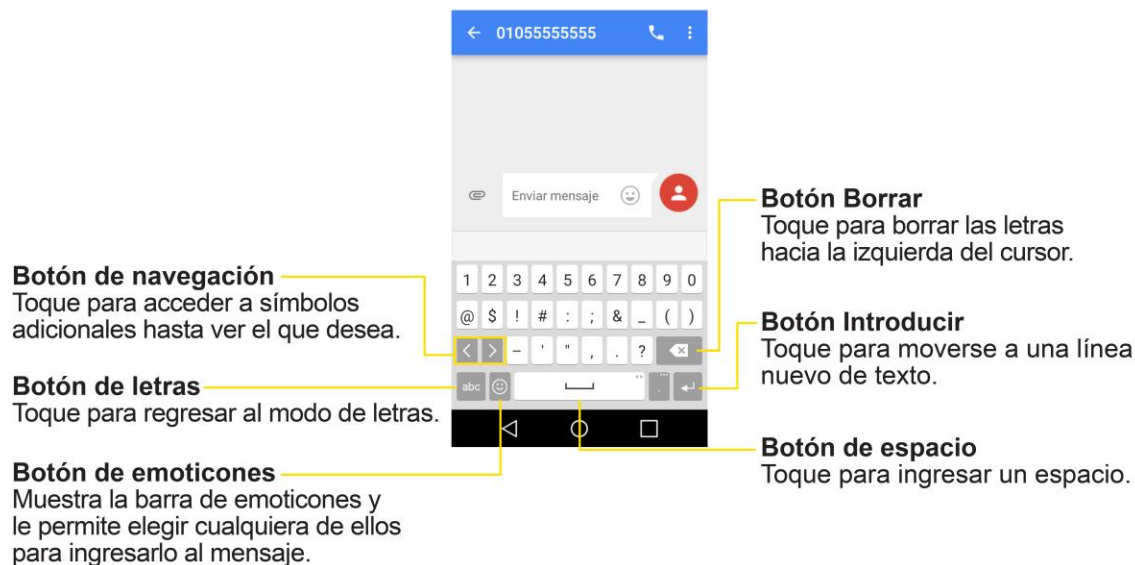 01055555555
Enviar mensaje
1 2 3 4 5 6 7 8 9 0
@ $ ! # : ; & _ ( )
< > – ' " , . ?
abc .
Botón de navegación
Toque para acceder a símbolos
adicionales hasta ver el que desea.
Botón de letras
Toque para regresar al modo de letras.
Botón de emoticones
Muestra la barra de emoticones y
le permite elegir cualquiera de ellos
para ingresarlo al mensaje.
Botón Borrar
Toque para borrar las letras
hacia la izquierda del cursor.
Botón Introducir
Toque para moverse a una línea
nuevo de texto.
Botón de espacio
Toque para ingresar un espacio.